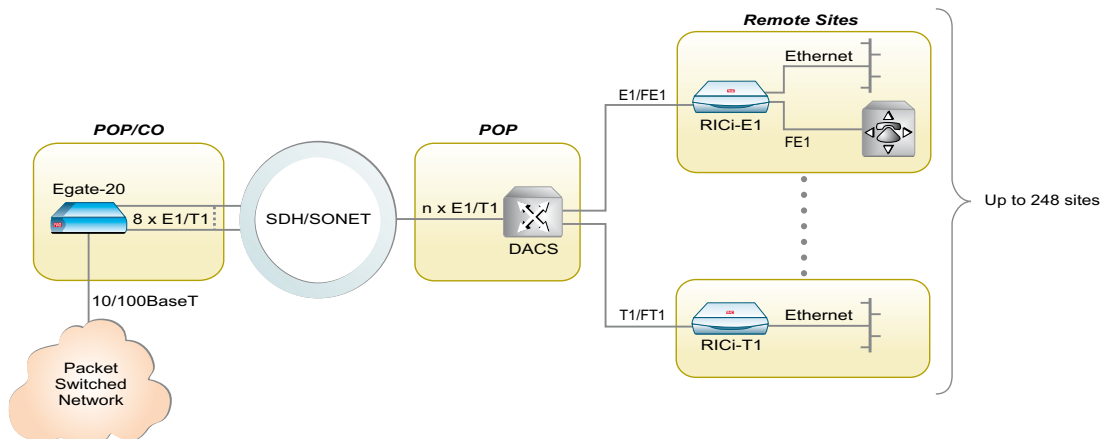 Remote Sites
Ethernet
E1/FE1
RICi-E1
FE1
POP/CO
POP
Egate-20
8 x E1/T1
SDH/SONET
n x E1/T1
DACS
Up to 248 sites
10/100BaseT
T1/FT1
Ethernet
RICi-T1
Packet
Switched
Network